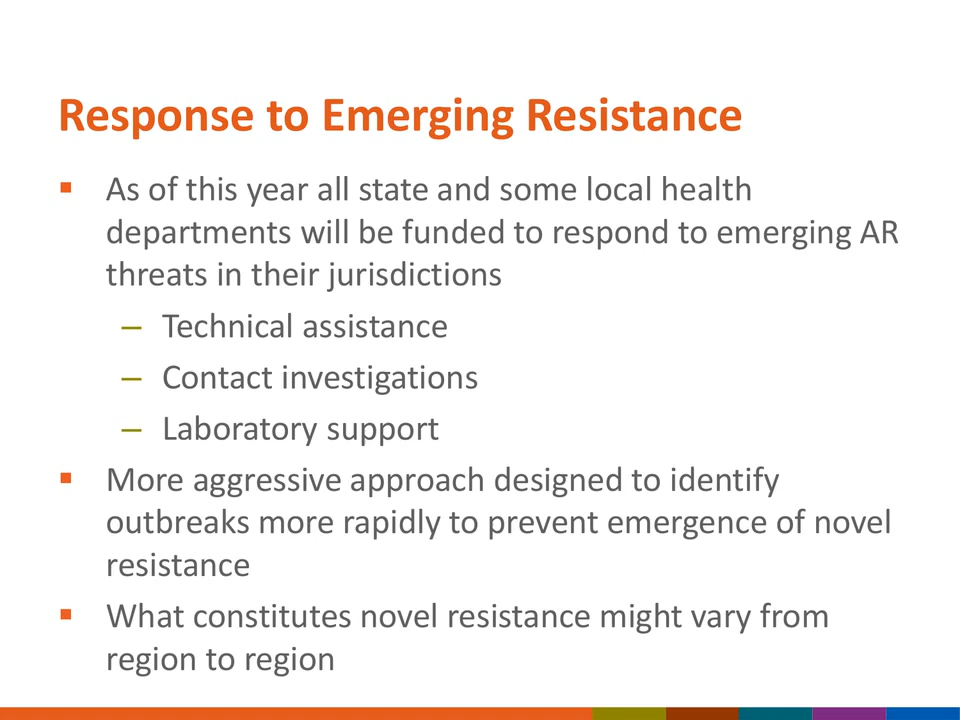 Response to Emerging Resistance
▪ As of this year all state and some local health
departments will be funded to respond to emerging AR
threats in their jurisdictions
– Technical assistance
– Contact investigations
– Laboratory support
▪ More aggressive approach designed to identify
outbreaks more rapidly to prevent emergence of novel
resistance
▪ What constitutes novel resistance might vary from
region to region